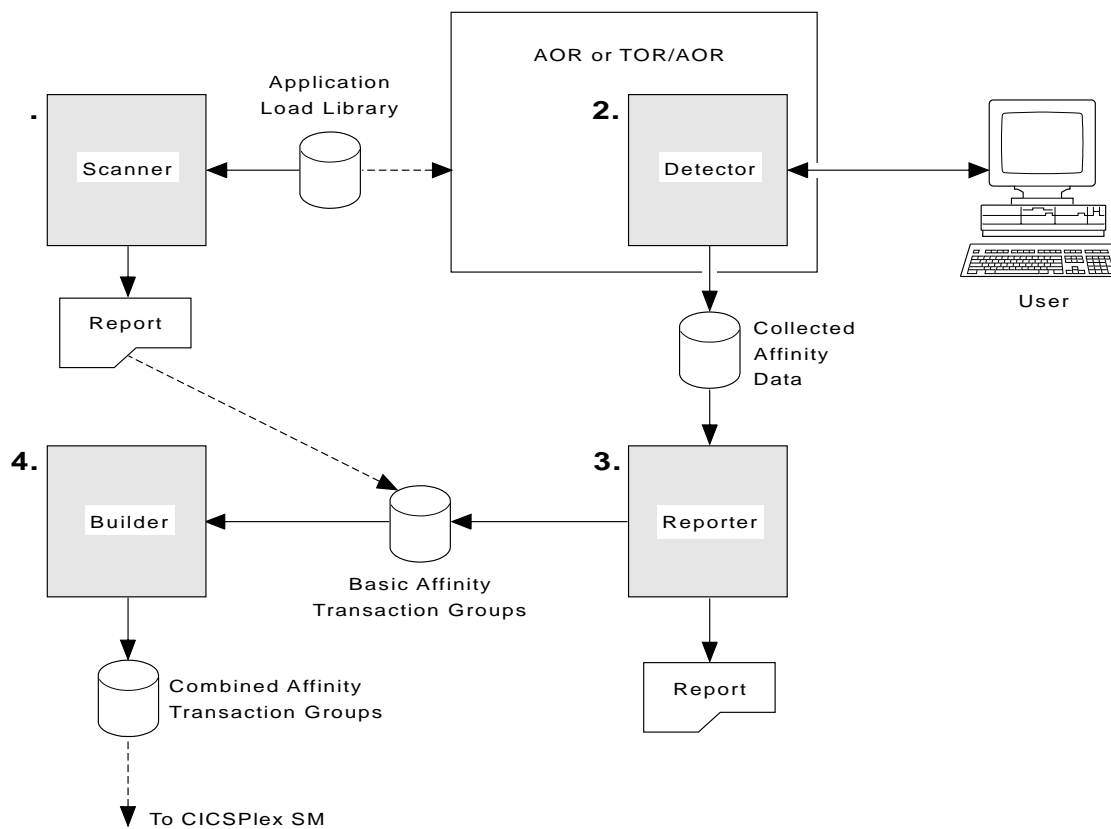 AOR or TOR/AOR
Application
Load Library
.
Scanner
2.
Detector
User
Report
Collected
Affinity
Data
4.
Builder
3.
Reporter
Basic Affinity
Transaction Groups
Combined Affinity
Transaction Groups
Report
To CICSPlex SM